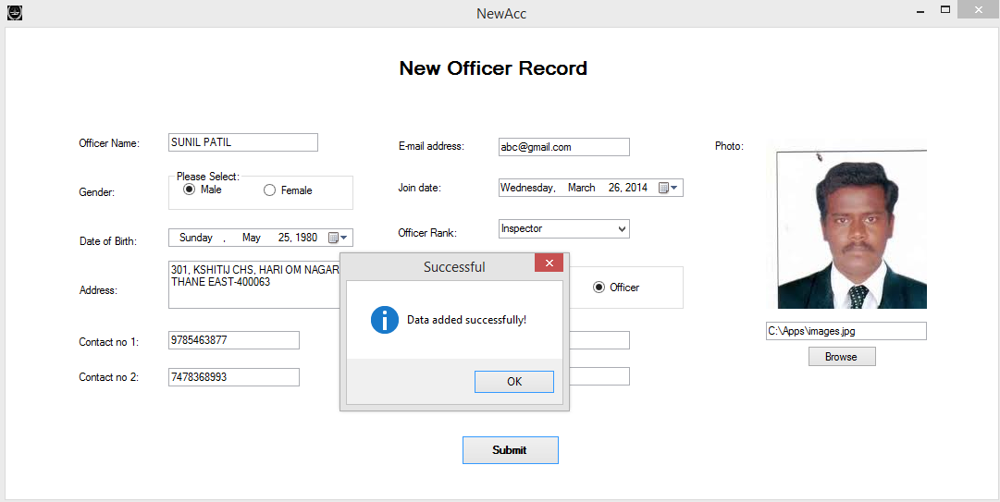 NewAcc
New Officer Record
Officer Name:
SUNIL PATIL
E-mail address:
abc@gmail.com
Photo:
Gender:
Please Select:
Male
Female
Join date:
Wednesday, March 26, 2014
Date of Birth:
Sunday , May 25, 1980
Officer Rank:
Inspector
Address:
301, KSHITIJ CHS, HARI OM NAGAR
THANE EAST-400063
Officer
Successful
Data added successfully!
OK
Contact no 1:
9785463877
Contact no 2:
7478368993
C:\Apps\images.jpg
Browse
Submit